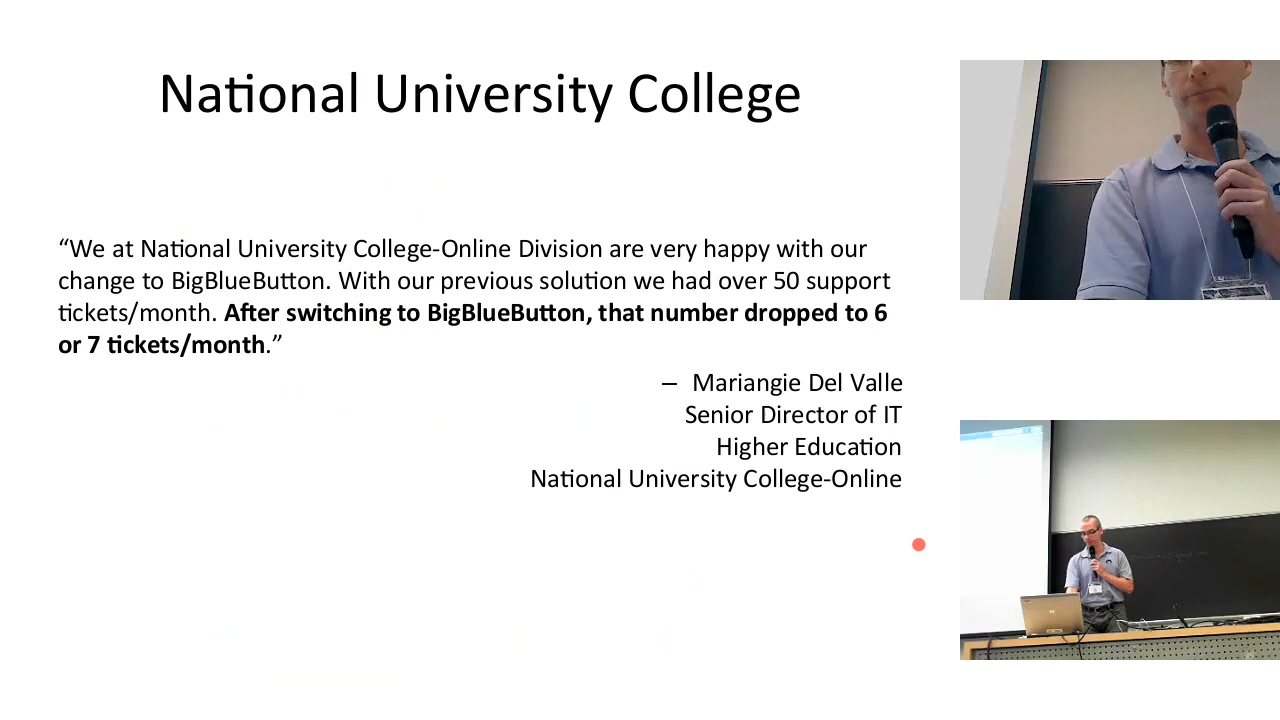 National University College
“We at National University College-Online Division are very happy with our
change to BigBlueButton. With our previous solution we had over 50 support
tickets/month. After switching to BigBlueButton, that number dropped to 6
or 7 tickets/month.”
– Mariangie Del Valle
Senior Director of IT
Higher Education
National University College-Online